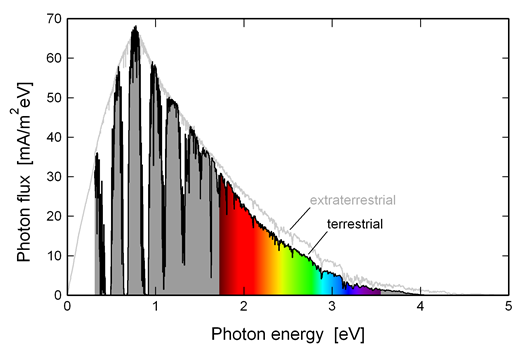 70
60
50
40
30
20
10
0
Photon flux [mA/m²eV]
extraterrestrial
terrestrial
0 1 2 3 4 5
Photon energy [eV]